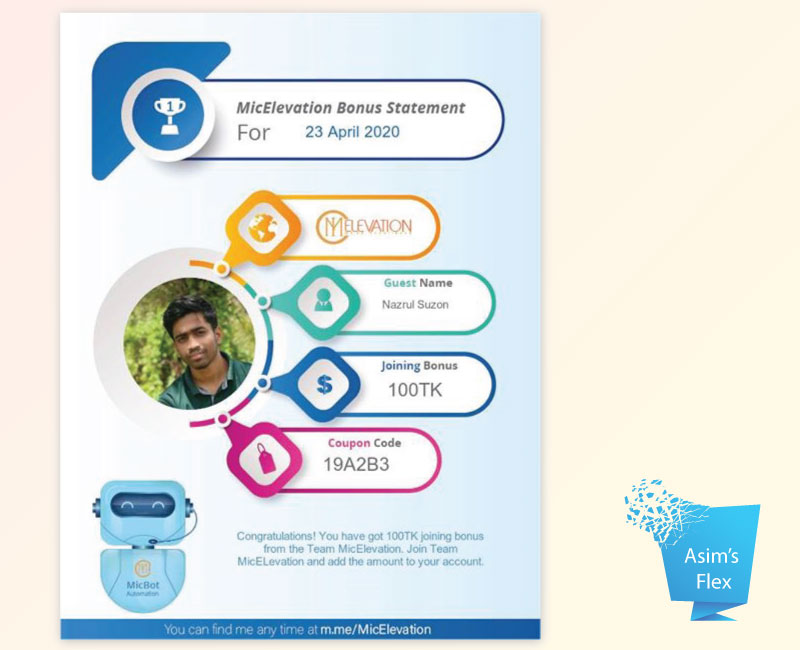 1
MicElevation Bonus Statement
For 23 April 2020
ELEVATION
Guest Name
Nazrul Suzon
Joining Bonus
$
100TK
Coupon Code
19A2B3
MicBot
Automation
Congratulations! You have got 100TK joining bonus
from the Team MicElevation. Join Team
MicELevation and add the amount to your account.
You can find me any time at m.me/MicElevation
Asim's
Flex